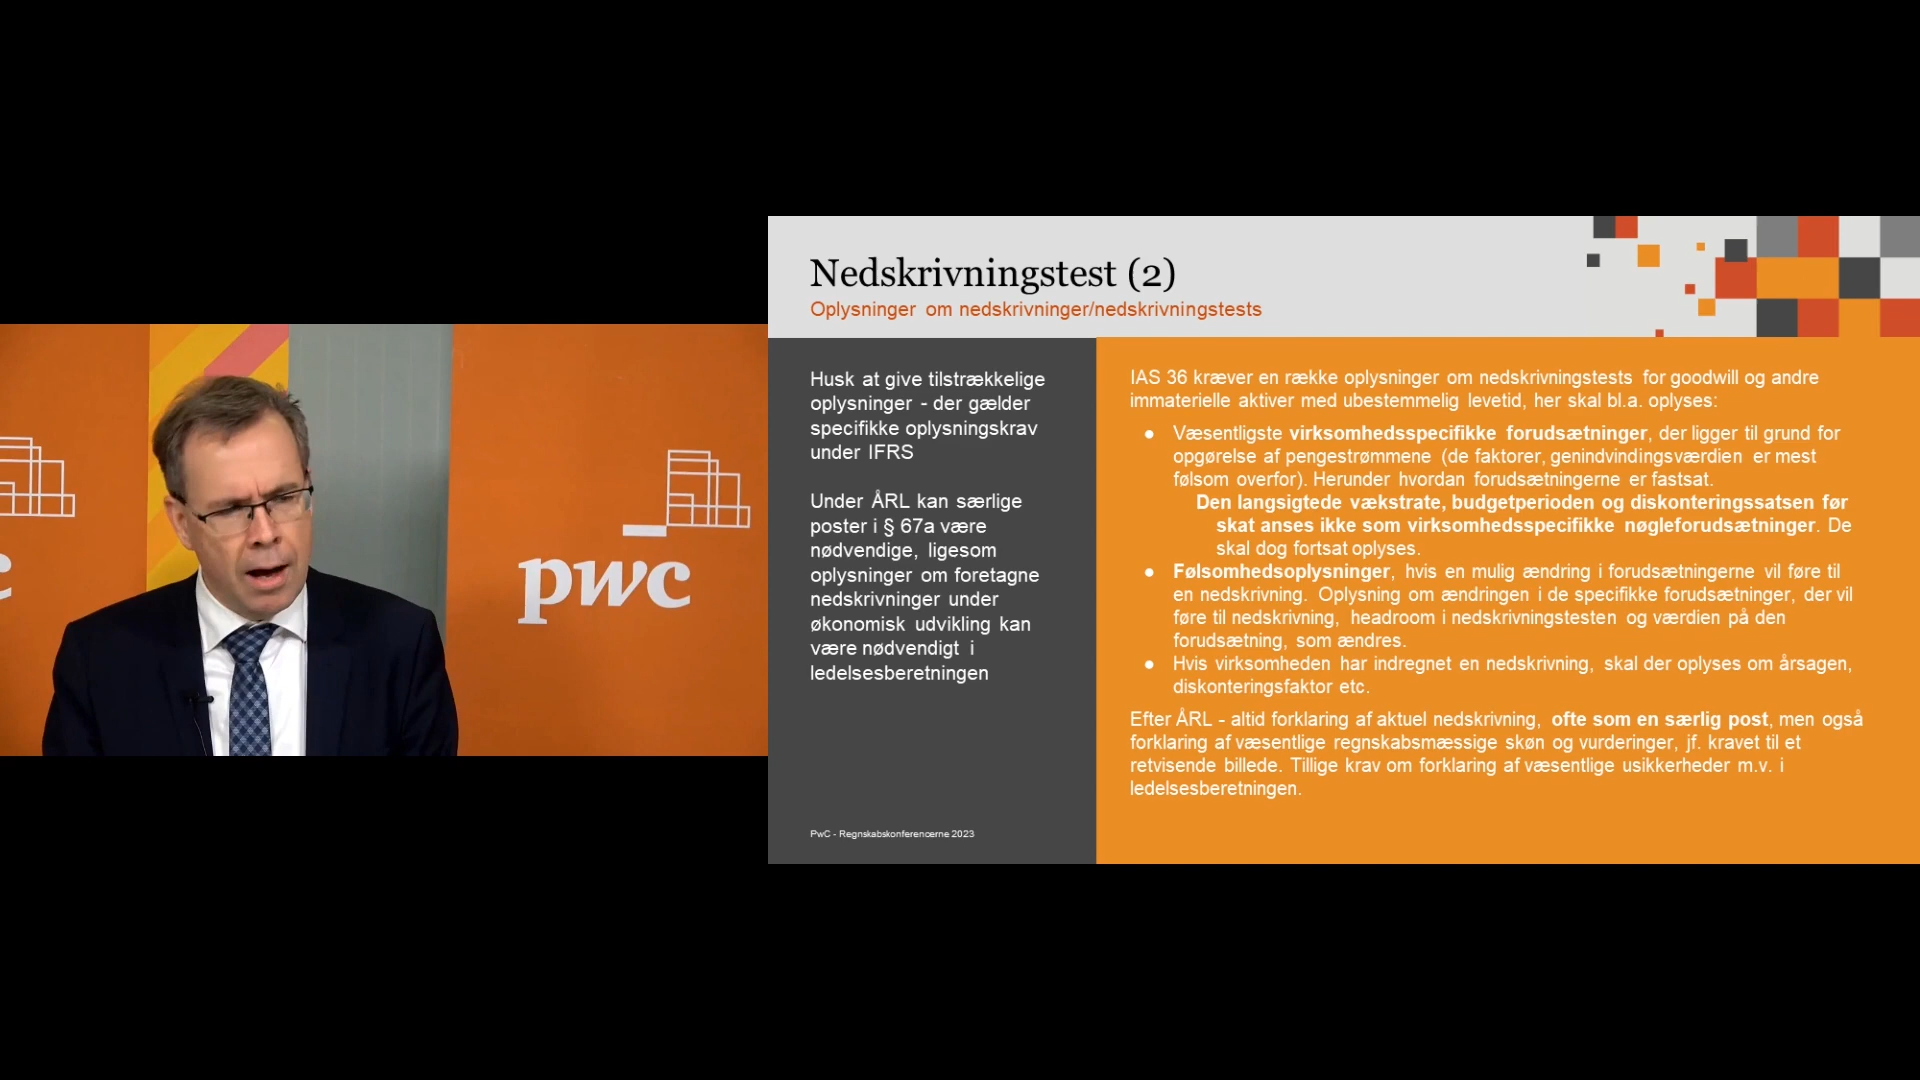 pwc
Nedskrivningstest (2)
Oplysninger om nedskrivninger/nedskrivningstests
Husk at give tilstrækkelige
oplysninger - der gælder
specifikke oplysningskrav
under IFRS
Under ÅRL kan særlige
poster i § 67a være
nødvendige, ligesom
oplysninger om foretagne
nedskrivninger under
økonomisk udvikling kan
være nødvendigt i
ledelsesberetningen
PwC - Regnskabskonferencerne 2023
IAS 36 kræver en række oplysninger om nedskrivningstests for goodwill og andre
immaterielle aktiver med ubestemmelig levetid, her skal bl.a. oplyses:
● Væsentligste virksomhedsspecifikke forudsætninger, der ligger til grund for
opgørelse af pengestrømmene (de faktorer, genindvindingsværdien er mest
følsom overfor). Herunder hvordan forudsætningerne er fastsat.
Den langsigtede vækstrate, budgetperioden og diskonteringssatsen før
skat anses ikke som virksomhedsspecifikke nøgleforudsætninger. De
skal dog fortsat oplyses.
● Følsomhedsoplysninger, hvis en mulig ændring i forudsætningerne vil føre til
en nedskrivning. Oplysning om ændringen i de specifikke forudsætninger, der vil
føre til nedskrivning, headroom i nedskrivningstesten og værdien på den
forudsætning, som ændres.
● Hvis virksomheden har indregnet en nedskrivning, skal der oplyses om årsagen,
diskonteringsfaktor etc.
Efter ÅRL - altid forklaring af aktuel nedskrivning, ofte som en særlig post, men også
forklaring af væsentlige regnskabsmæssige skøn og vurderinger, jf. kravet til et
retvisende billede. Tillige krav om forklaring af væsentlige usikkerheder m.v. i
ledelsesberetningen.